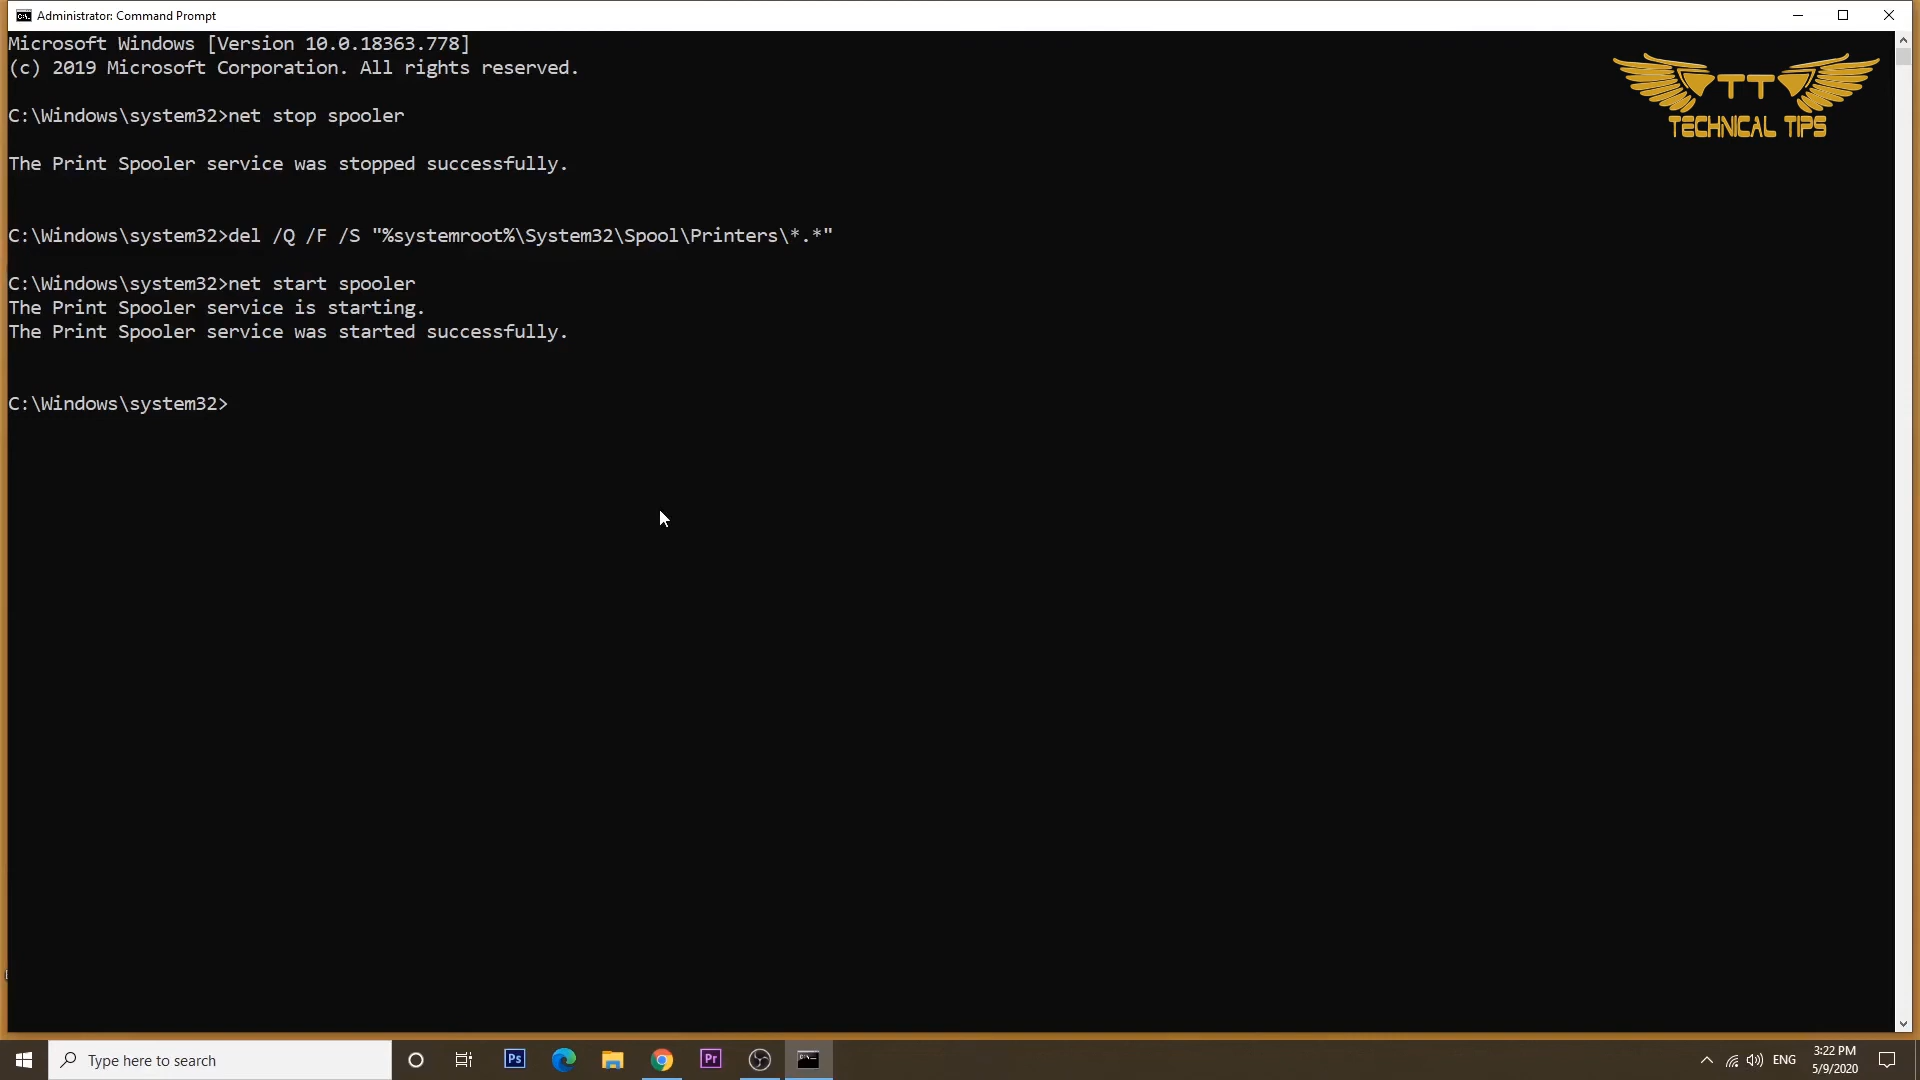 Administrator: Command Prompt
Microsoft Windows [Version 10.0.18363.778]
(c) 2019 Microsoft Corporation. All rights reserved.
TT
TECHNICAL TIPS
C:\Windows\system32>net stop spooler
The Print Spooler service was stopped successfully.
C:\Windows\system32>del /Q /F /S "%systemroot%\System32\Spool\Printers\*.*"
C:\Windows\system32>net start spooler
The Print Spooler service is starting.
The Print Spooler service was started successfully.
C:\Windows\system32>
Type here to search
Ps
Pr
ENG
3:22 PM
5/9/2020